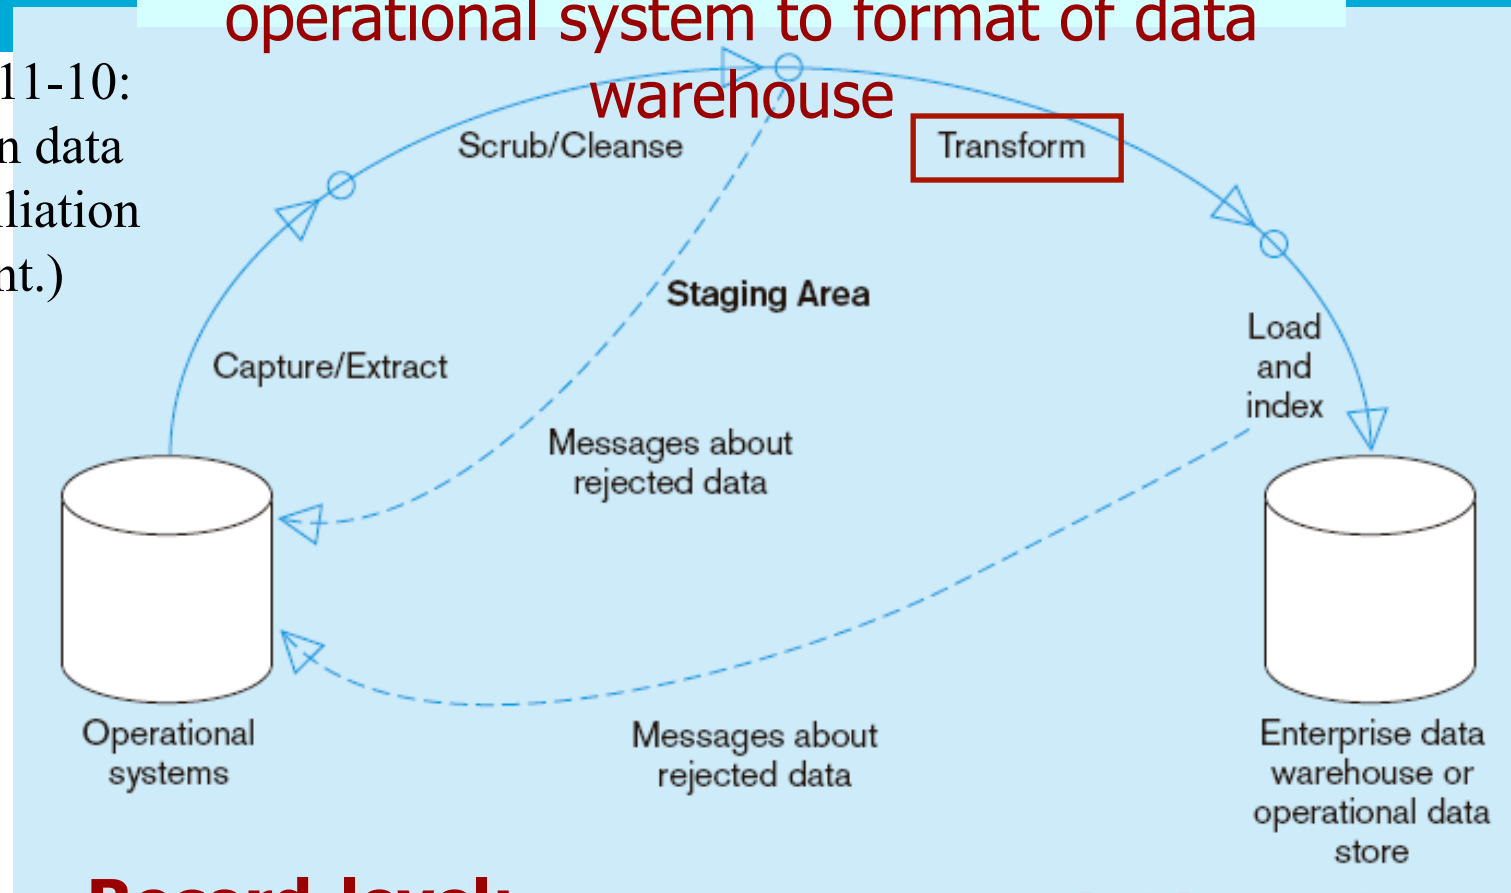 operational system to format of data
warehouse
11-10:
n data
liation
nt.)
Scrub/Cleanse
Transform
Staging Area
Capture/Extract
Load
and
index
Messages about
rejected data
Operational
systems
Messages about
rejected data
Enterprise data
warehouse or
operational data
store
Record-level: